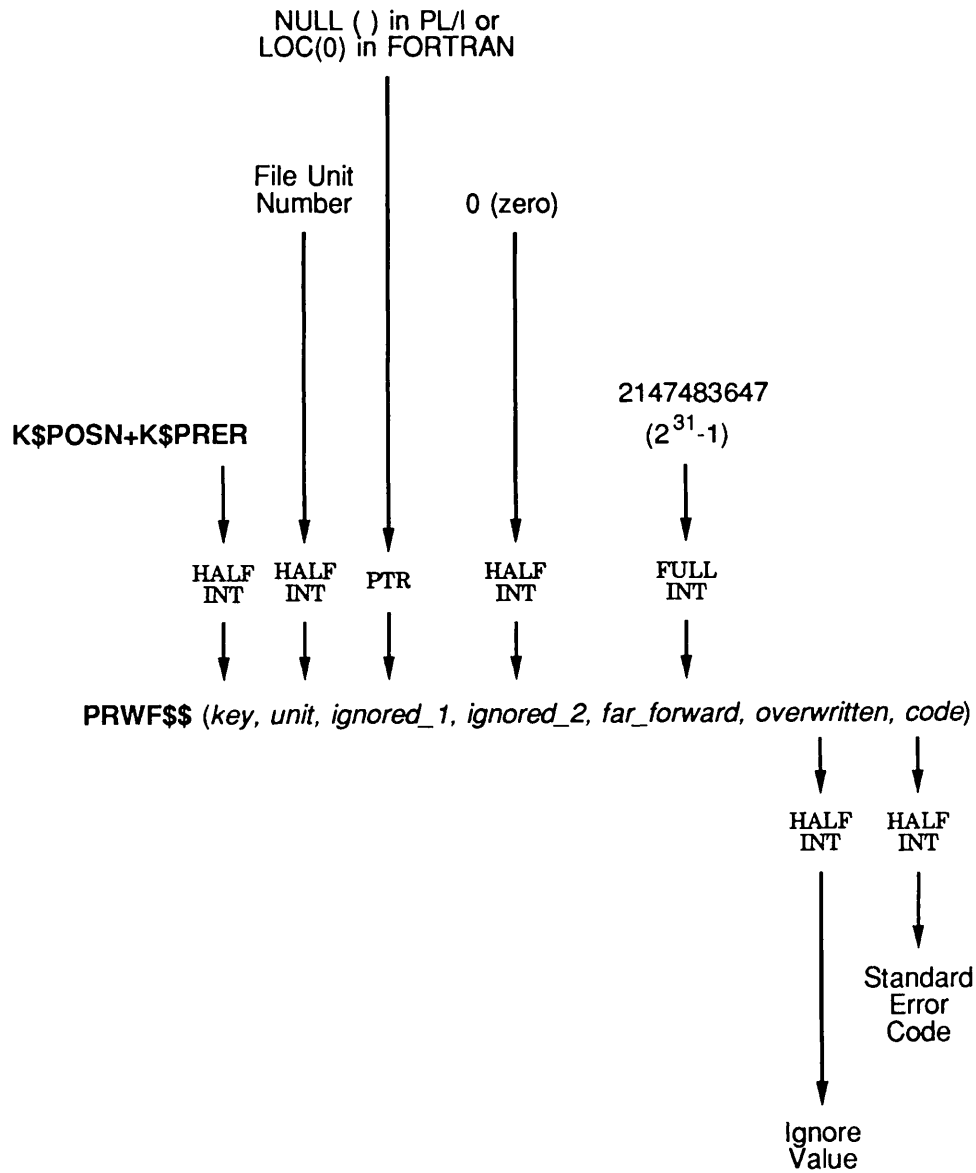 NULL ( ) in PL/I or
LOC(0) in FORTRAN
File Unit
Number
0 (zero)
2147483647
(2^31-1)
K$POSN+K$PRER
HALF
INT
HALF
INT
PTR
HALF
INT
FULL
INT
PRWF$$ (key, unit, ignored_1, ignored_2, far_forward, overwritten, code)
HALF
INT
HALF
INT
Standard
Error
Code
Ignore
Value